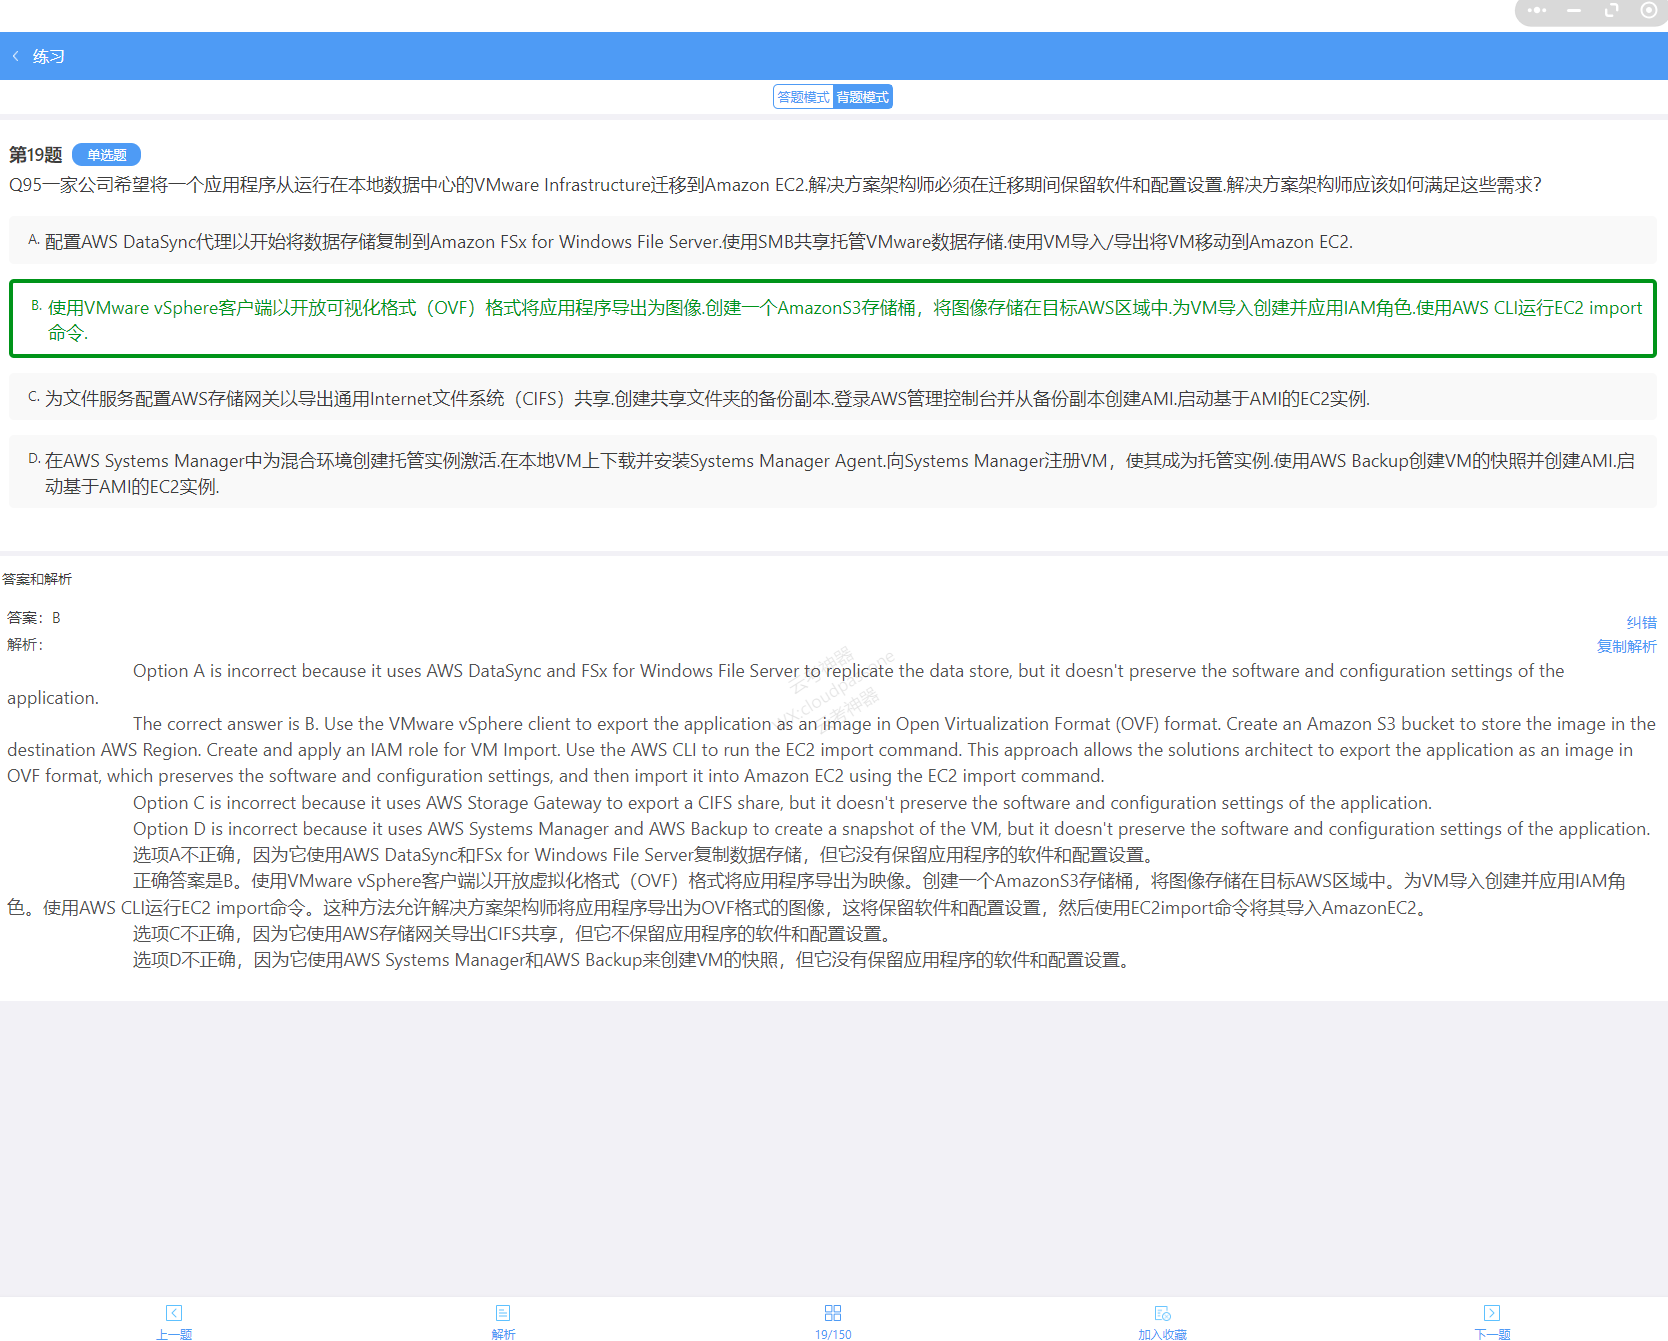 练习
答题模式 背题模式
第19题 单选题
Q95一家公司希望将一个应用程序从运行在本地数据中心的VMware Infrastructure迁移到Amazon EC2.解决方案架构师必须在迁移期间保留软件和配置设置.解决方案架构师应该如何满足这些需求?
A. 配置AWS DataSync代理以开始将数据存储复制到Amazon FSx for Windows File Server.使用SMB共享托管VMware数据存储.使用VM导入/导出将VM移动到Amazon EC2.
B. 使用VMware vSphere客户端以开放可视化格式（OVF）格式将应用程序导出为图像.创建一个AmazonS3存储桶，将图像存储在目标AWS区域中.为VM导入创建并应用IAM角色.使用AWS CLI运行EC2 import
命令.
C. 为文件服务配置AWS存储网关以导出通用Internet文件系统（CIFS）共享.创建共享文件夹的备份副本.登录AWS管理控制台并从备份副本创建AMI.启动基于AMI的EC2实例.
D. 在AWS Systems Manager中为混合环境创建托管实例激活.在本地VM上下载并安装Systems Manager Agent.向Systems Manager注册VM，使其成为托管实例.使用AWS Backup创建VM的快照并创建AMI.启
动基于AMI的EC2实例.
答案和解析
答案：B
纠错
解析：
复制解析
Option A is incorrect because it uses AWS DataSync and FSx for Windows File Server to replicate the data store, but it doesn't preserve the software and configuration settings of the
application.
The correct answer is B. Use the VMware vSphere client to export the application as an image in Open Virtualization Format (OVF) format. Create an Amazon S3 bucket to store the image in the
destination AWS Region. Create and apply an IAM role for VM Import. Use the AWS CLI to run the EC2 import command. This approach allows the solutions architect to export the application as an image in
OVF format, which preserves the software and configuration settings, and then import it into Amazon EC2 using the EC2 import command.
Option C is incorrect because it uses AWS Storage Gateway to export a CIFS share, but it doesn't preserve the software and configuration settings of the application.
Option D is incorrect because it uses AWS Systems Manager and AWS Backup to create a snapshot of the VM, but it doesn't preserve the software and configuration settings of the application.
选项A不正确，因为它使用AWS DataSync和FSx for Windows File Server复制数据存储，但它没有保留应用程序的软件和配置设置。
正确答案是B。使用VMware vSphere客户端以开放虚拟化格式（OVF）格式将应用程序导出为映像。创建一个AmazonS3存储桶，将图像存储在目标AWS区域中。为VM导入创建并应用IAM角
色。使用AWS CLI运行EC2 import命令。这种方法允许解决方案架构师将应用程序导出为OVF格式的图像，这将保留软件和配置设置，然后使用EC2import命令将其导入AmazonEC2。
选项C不正确，因为它使用AWS存储网关导出CIFS共享，但它不保留应用程序的软件和配置设置。
选项D不正确，因为它使用AWS Systems Manager和AWS Backup来创建VM的快照，但它没有保留应用程序的软件和配置设置。
上一题 解析 19/150 加入收藏 下一题